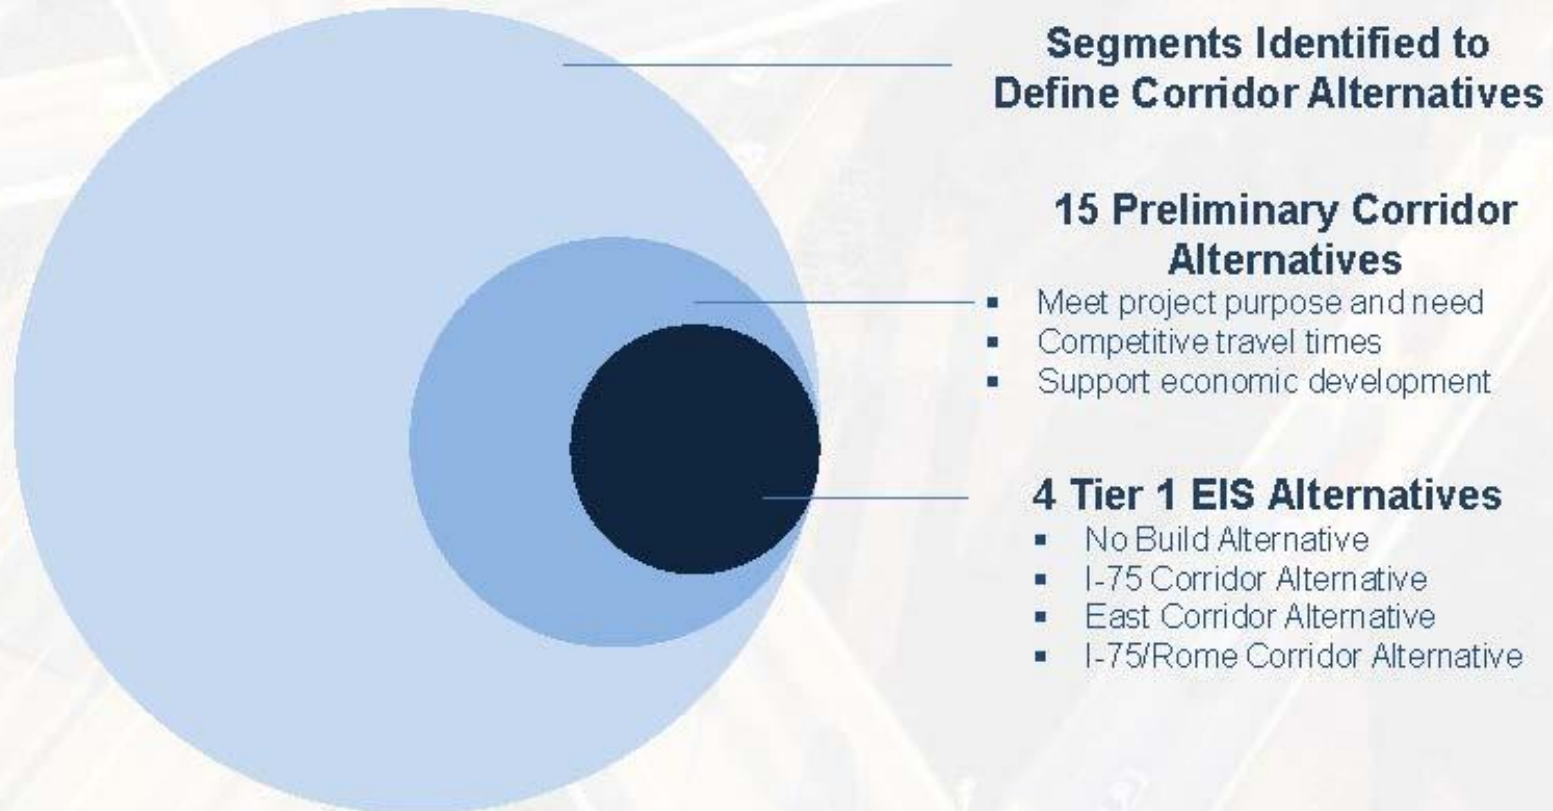 Segments Identified to
Define Corridor Alternatives
15 Preliminary Corridor
Alternatives
▪ Meet project purpose and need
▪ Competitive travel times
▪ Support economic development
4 Tier 1 EIS Alternatives
▪ No Build Alternative
▪ I-75 Corridor Alternative
▪ East Corridor Alternative
▪ I-75/Rome Corridor Alternative